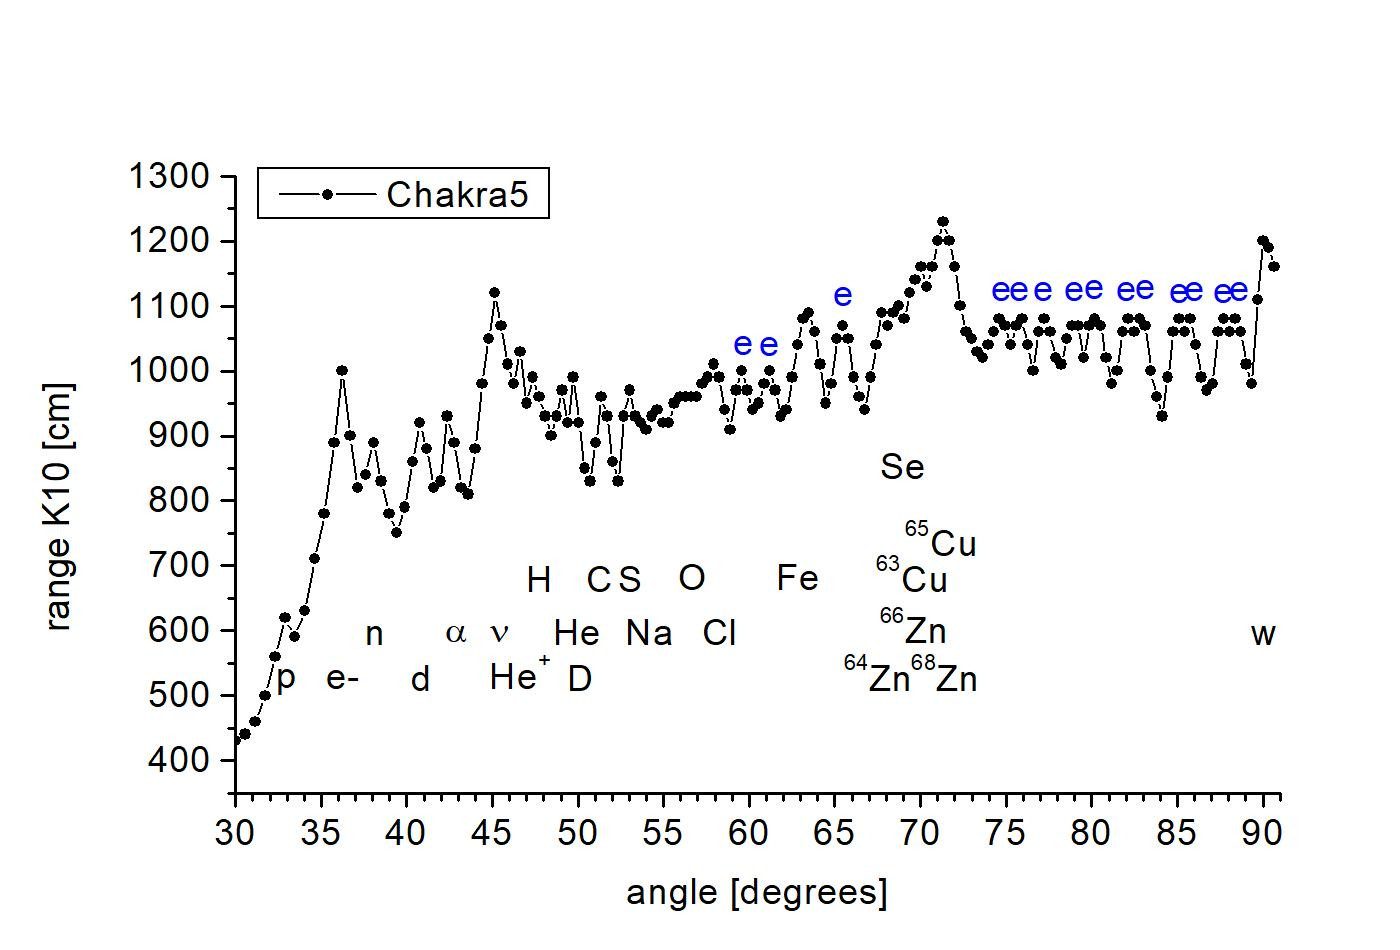 1300
1200
1100
1000
900
800
700
600
500
400
range K10 [cm]
Chakra5
e e e e e e e e e e e e e e
Se
⁶⁵Cu
H C S O Fe ⁶³Cu
n α ν He Na Cl ⁶⁶Zn w
p e- d He⁺ D ⁶⁴Zn ⁶⁸Zn
30 35 40 45 50 55 60 65 70 75 80 85 90
angle [degrees]